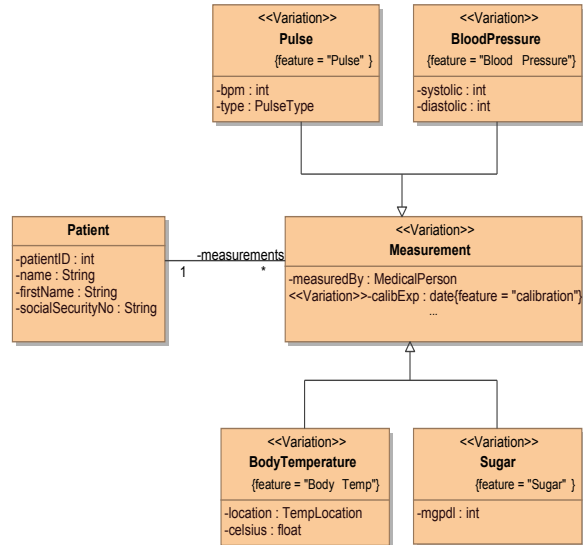 <<Variation>>
Pulse
{feature = "Pulse" }
-bpm : int
-type : PulseType
<<Variation>>
BloodPressure
{feature = "Blood Pressure"}
-systolic : int
-diastolic : int
Patient
-patientID : int
-name : String
-firstName : String
-socialSecurityNo : String
-measurements
1
*
<<Variation>>
Measurement
-measuredBy : MedicalPerson
<<Variation>>-calibExp : date{feature = "calibration"}
...
<<Variation>>
BodyTemperature
{feature = "Body Temp"}
-location : TempLocation
-celsius : float
<<Variation>>
Sugar
{feature = "Sugar" }
-mgpdl : int